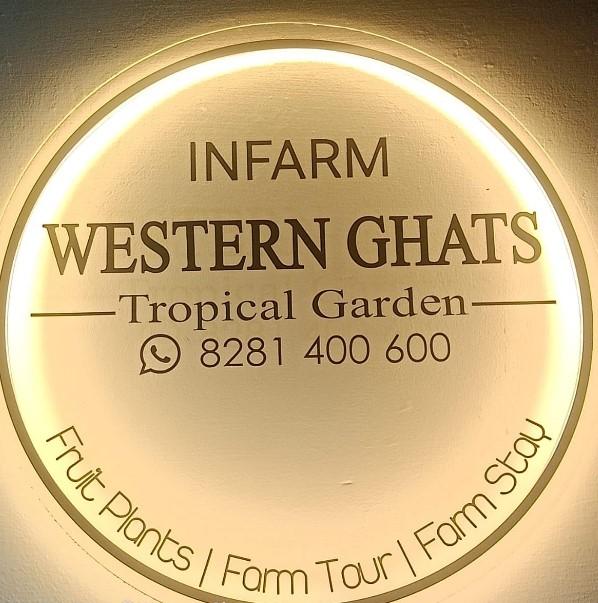 INFARM
WESTERN GHATS
Tropical Garden
8281 400 600
Fruit Plants | Farm Tour | Farm Stay